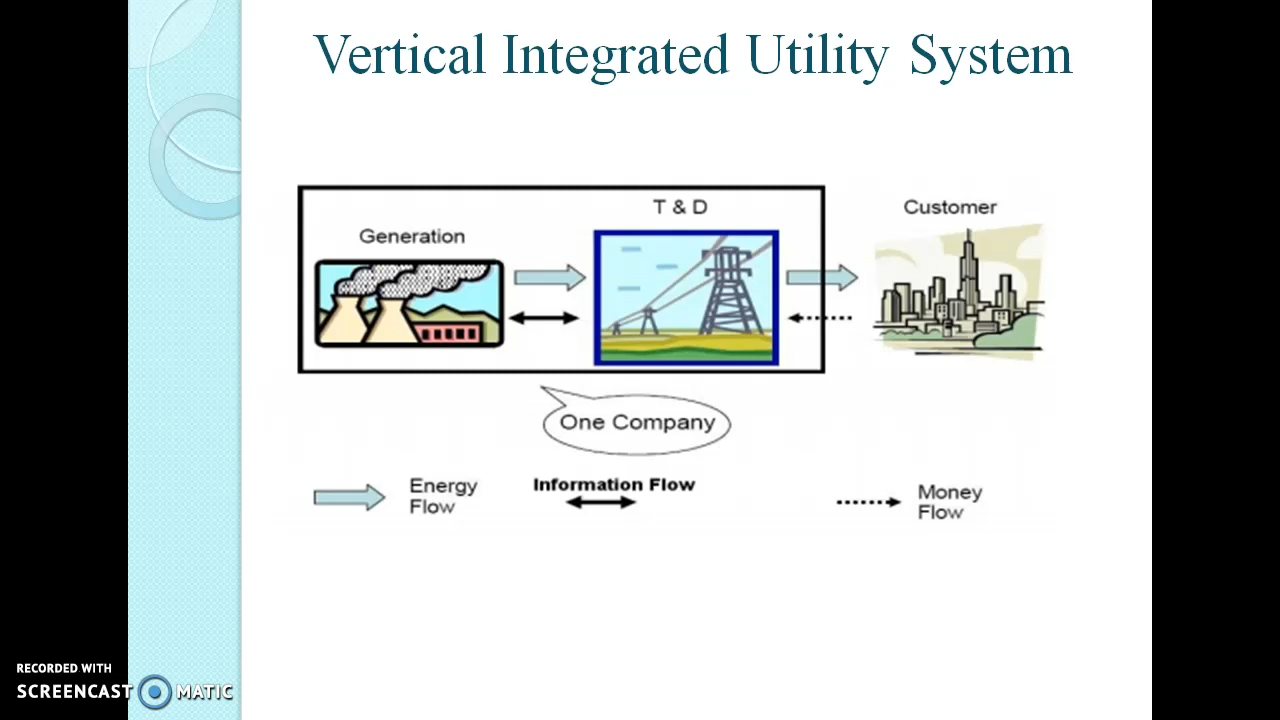 Vertical Integrated Utility System
T & D
Customer
Generation
One Company
Energy
Flow
Information Flow
Money
Flow
RECORDED WITH
SCREENCAST MATIC